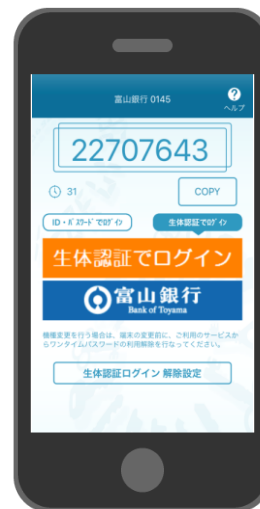 富山銀行 0145
?
ヘルプ
22707643
31
COPY
ID・パスワードでログイン
生体認証でログイン
生体認証でログイン
富山銀行
Bank of Toyama
機種変更を行う場合は、端末の変更前に、ご利用のサービスか
らワンタイムパスワードの利用解除を行なってください。
生体認証ログイン 解除設定